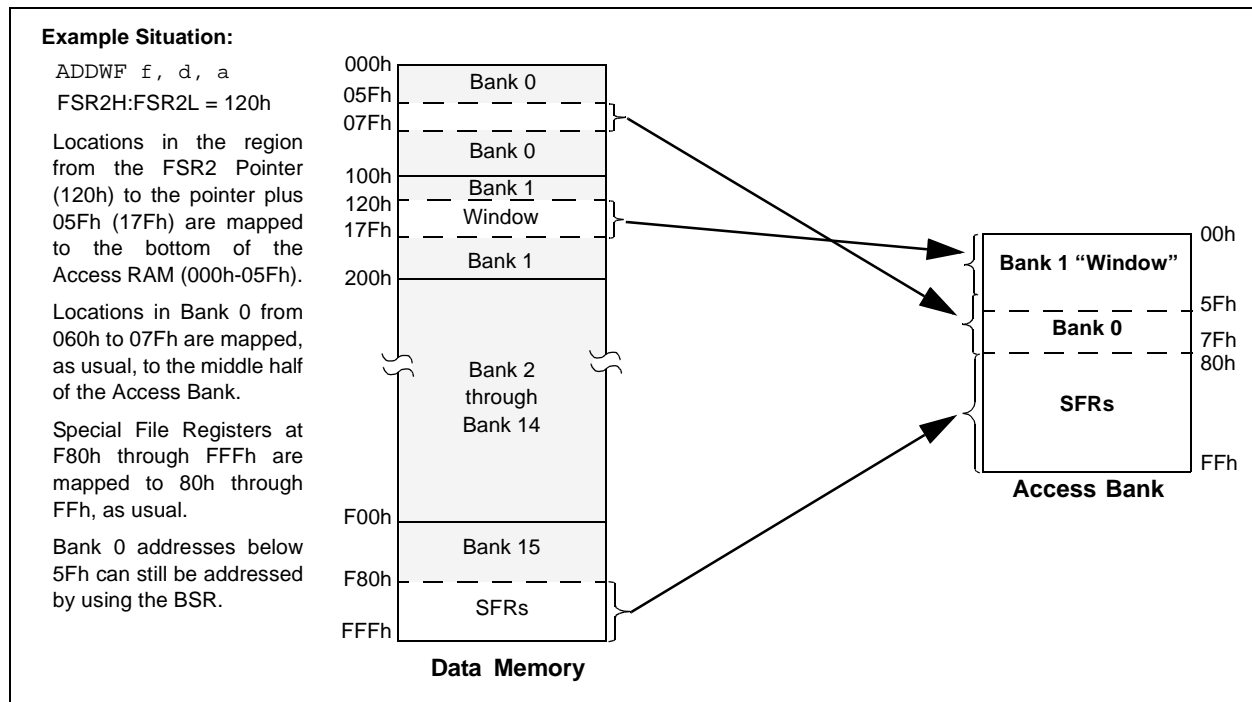 Example Situation:
ADDWF f, d, a
FSR2H:FSR2L = 120h
Locations in the region
from the FSR2 Pointer
(120h) to the pointer plus
05Fh (17Fh) are mapped
to the bottom of the
Access RAM (000h-05Fh).
Locations in Bank 0 from
060h to 07Fh are mapped,
as usual, to the middle half
of the Access Bank.
Special File Registers at
F80h through FFFh are
mapped to 80h through
FFh, as usual.
Bank 0 addresses below
5Fh can still be addressed
by using the BSR.
000h
Bank 0
05Fh
07Fh
Bank 0
100h
Bank 1
120h
Window
17Fh
Bank 1
200h
Bank 2
through
Bank 14
F00h
Bank 15
F80h
SFRs
FFFh
Data Memory
00h
Bank 1 “Window”
5Fh
Bank 0
7Fh
80h
SFRs
FFh
Access Bank